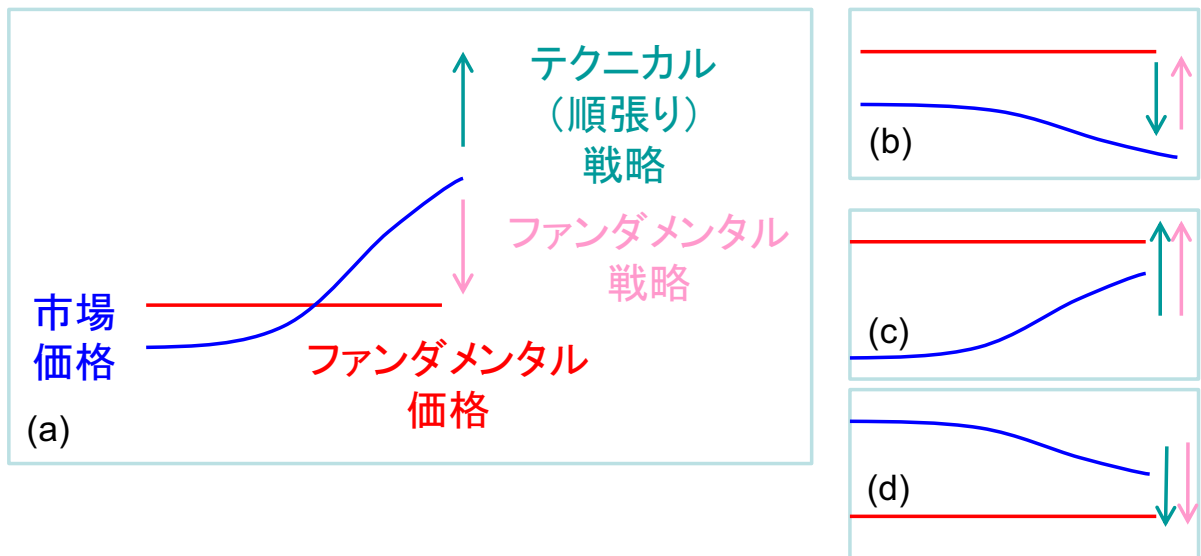 テクニカル
（順張り）
戦略
ファンダメンタル
戦略
市場
価格
ファンダメンタル
価格
(a)
(b)
(c)
(d)